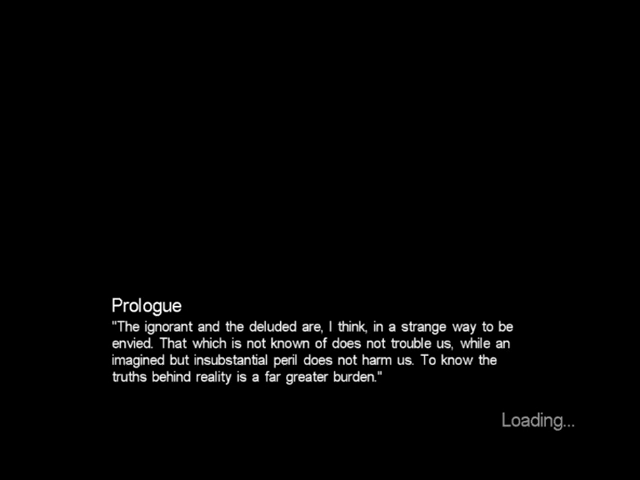 Prologue
"The ignorant and the deluded are, I think, in a strange way to be
envied. That which is not known of does not trouble us, while an
imagined but insubstantial peril does not harm us. To know the
truths behind reality is a far greater burden."
Loading...